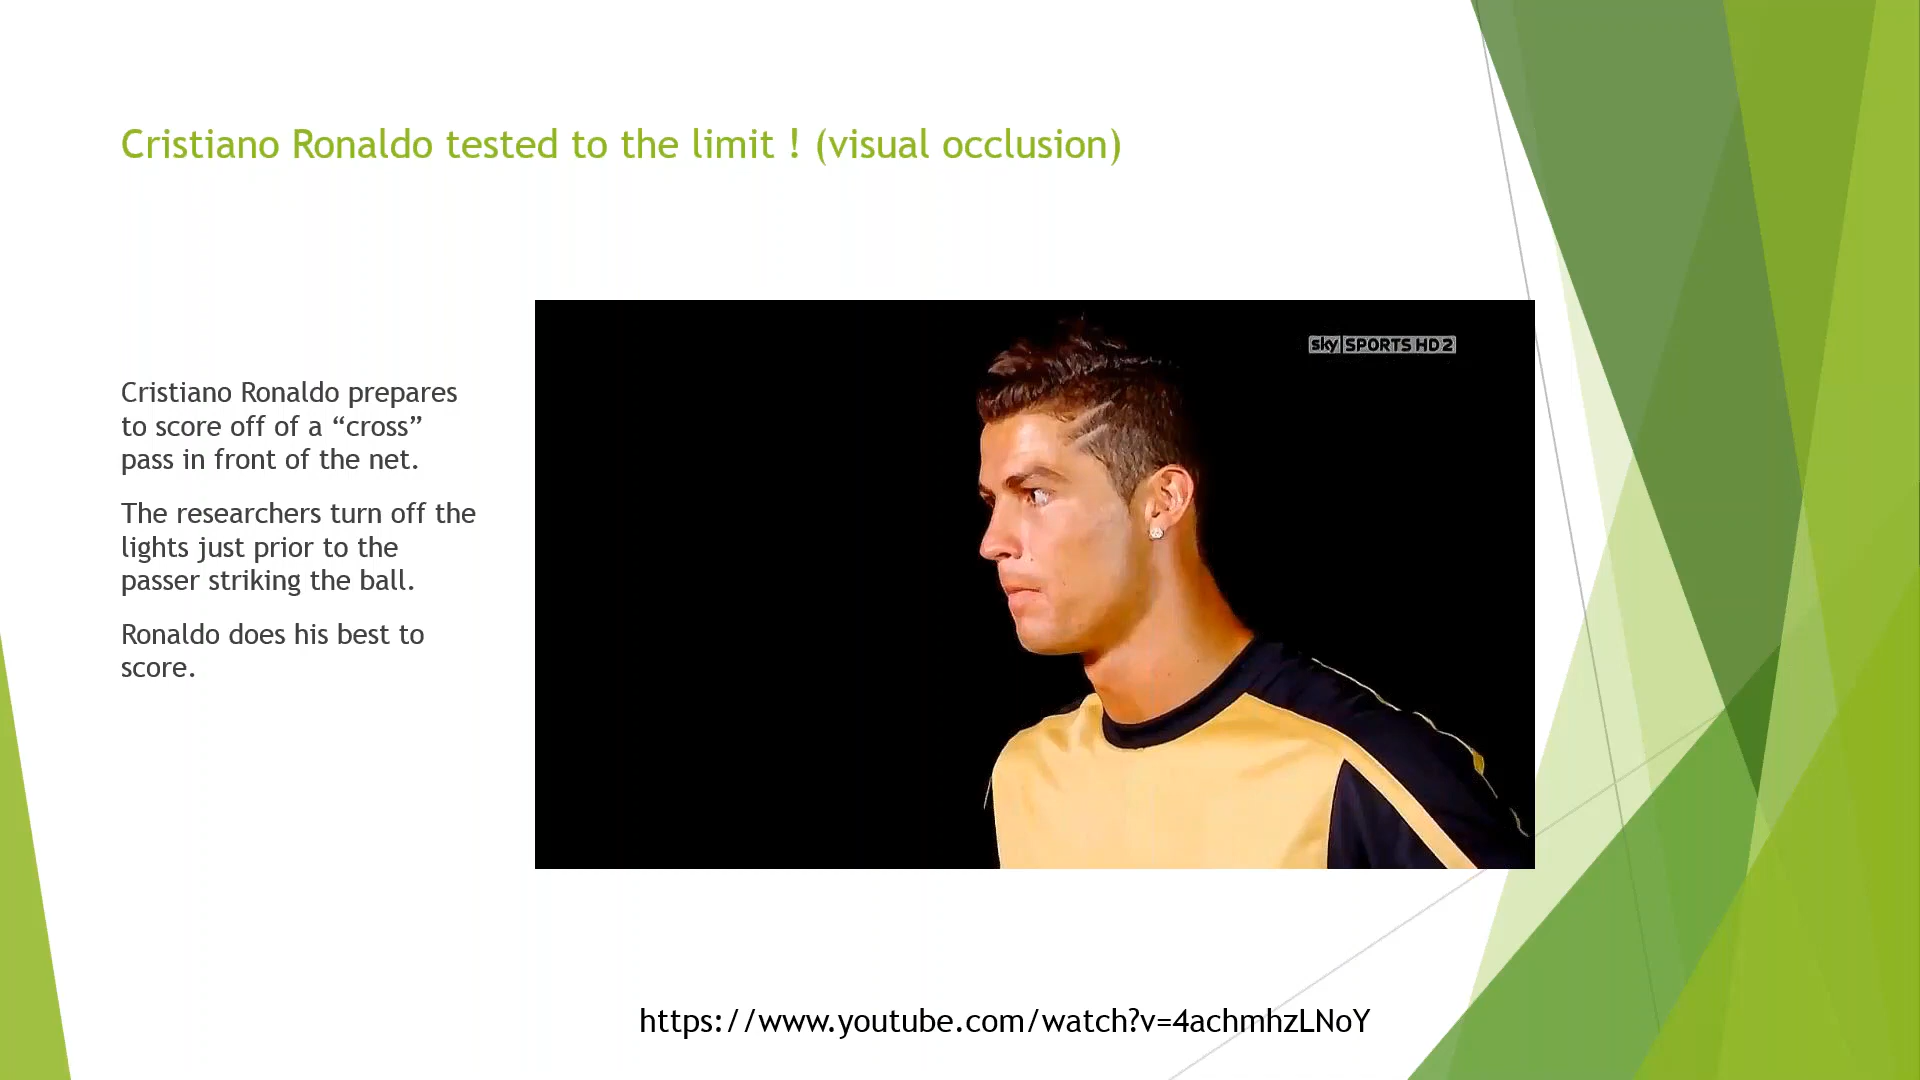 Cristiano Ronaldo tested to the limit ! (visual occlusion)
sky SPORTS HD2
Cristiano Ronaldo prepares
to score off of a “cross”
pass in front of the net.
The researchers turn off the
lights just prior to the
passer striking the ball.
Ronaldo does his best to
score.
https://www.youtube.com/watch?v=4achmhzLNoY